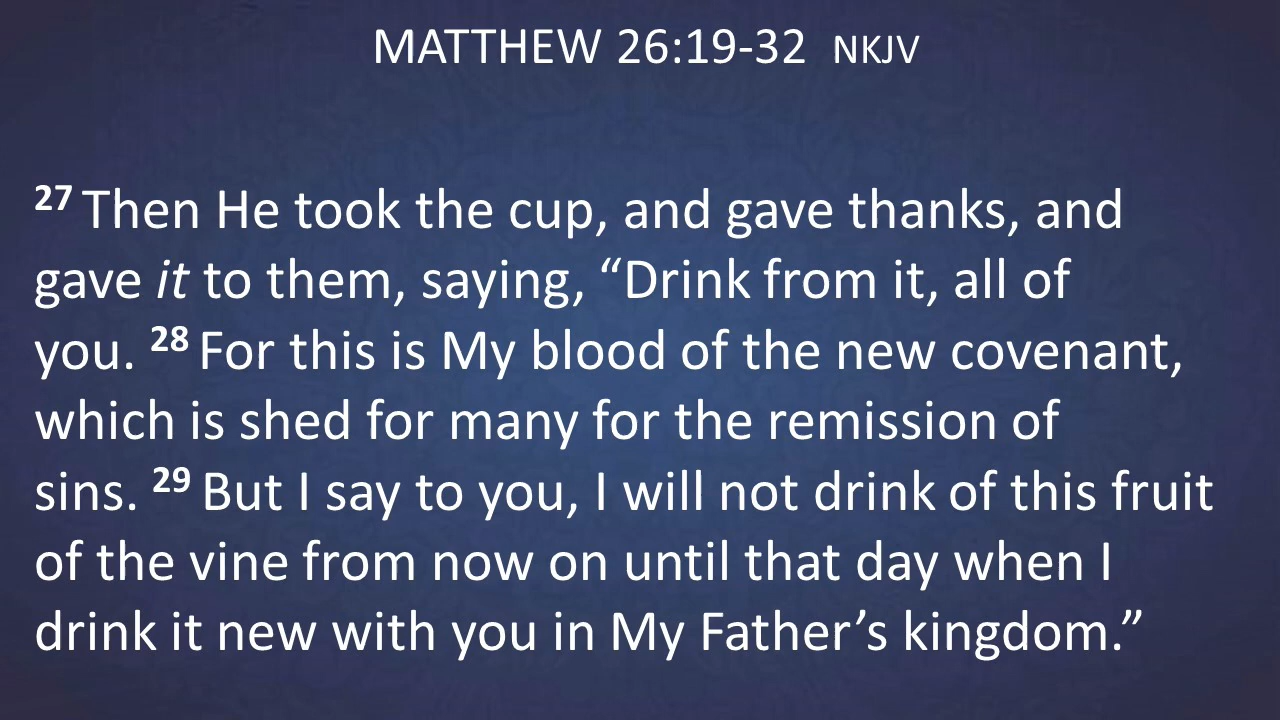 MATTHEW 26:19-32 NKJV
27 Then He took the cup, and gave thanks, and
gave it to them, saying, “Drink from it, all of
you. 28 For this is My blood of the new covenant,
which is shed for many for the remission of
sins. 29 But I say to you, I will not drink of this fruit
of the vine from now on until that day when I
drink it new with you in My Father’s kingdom.”